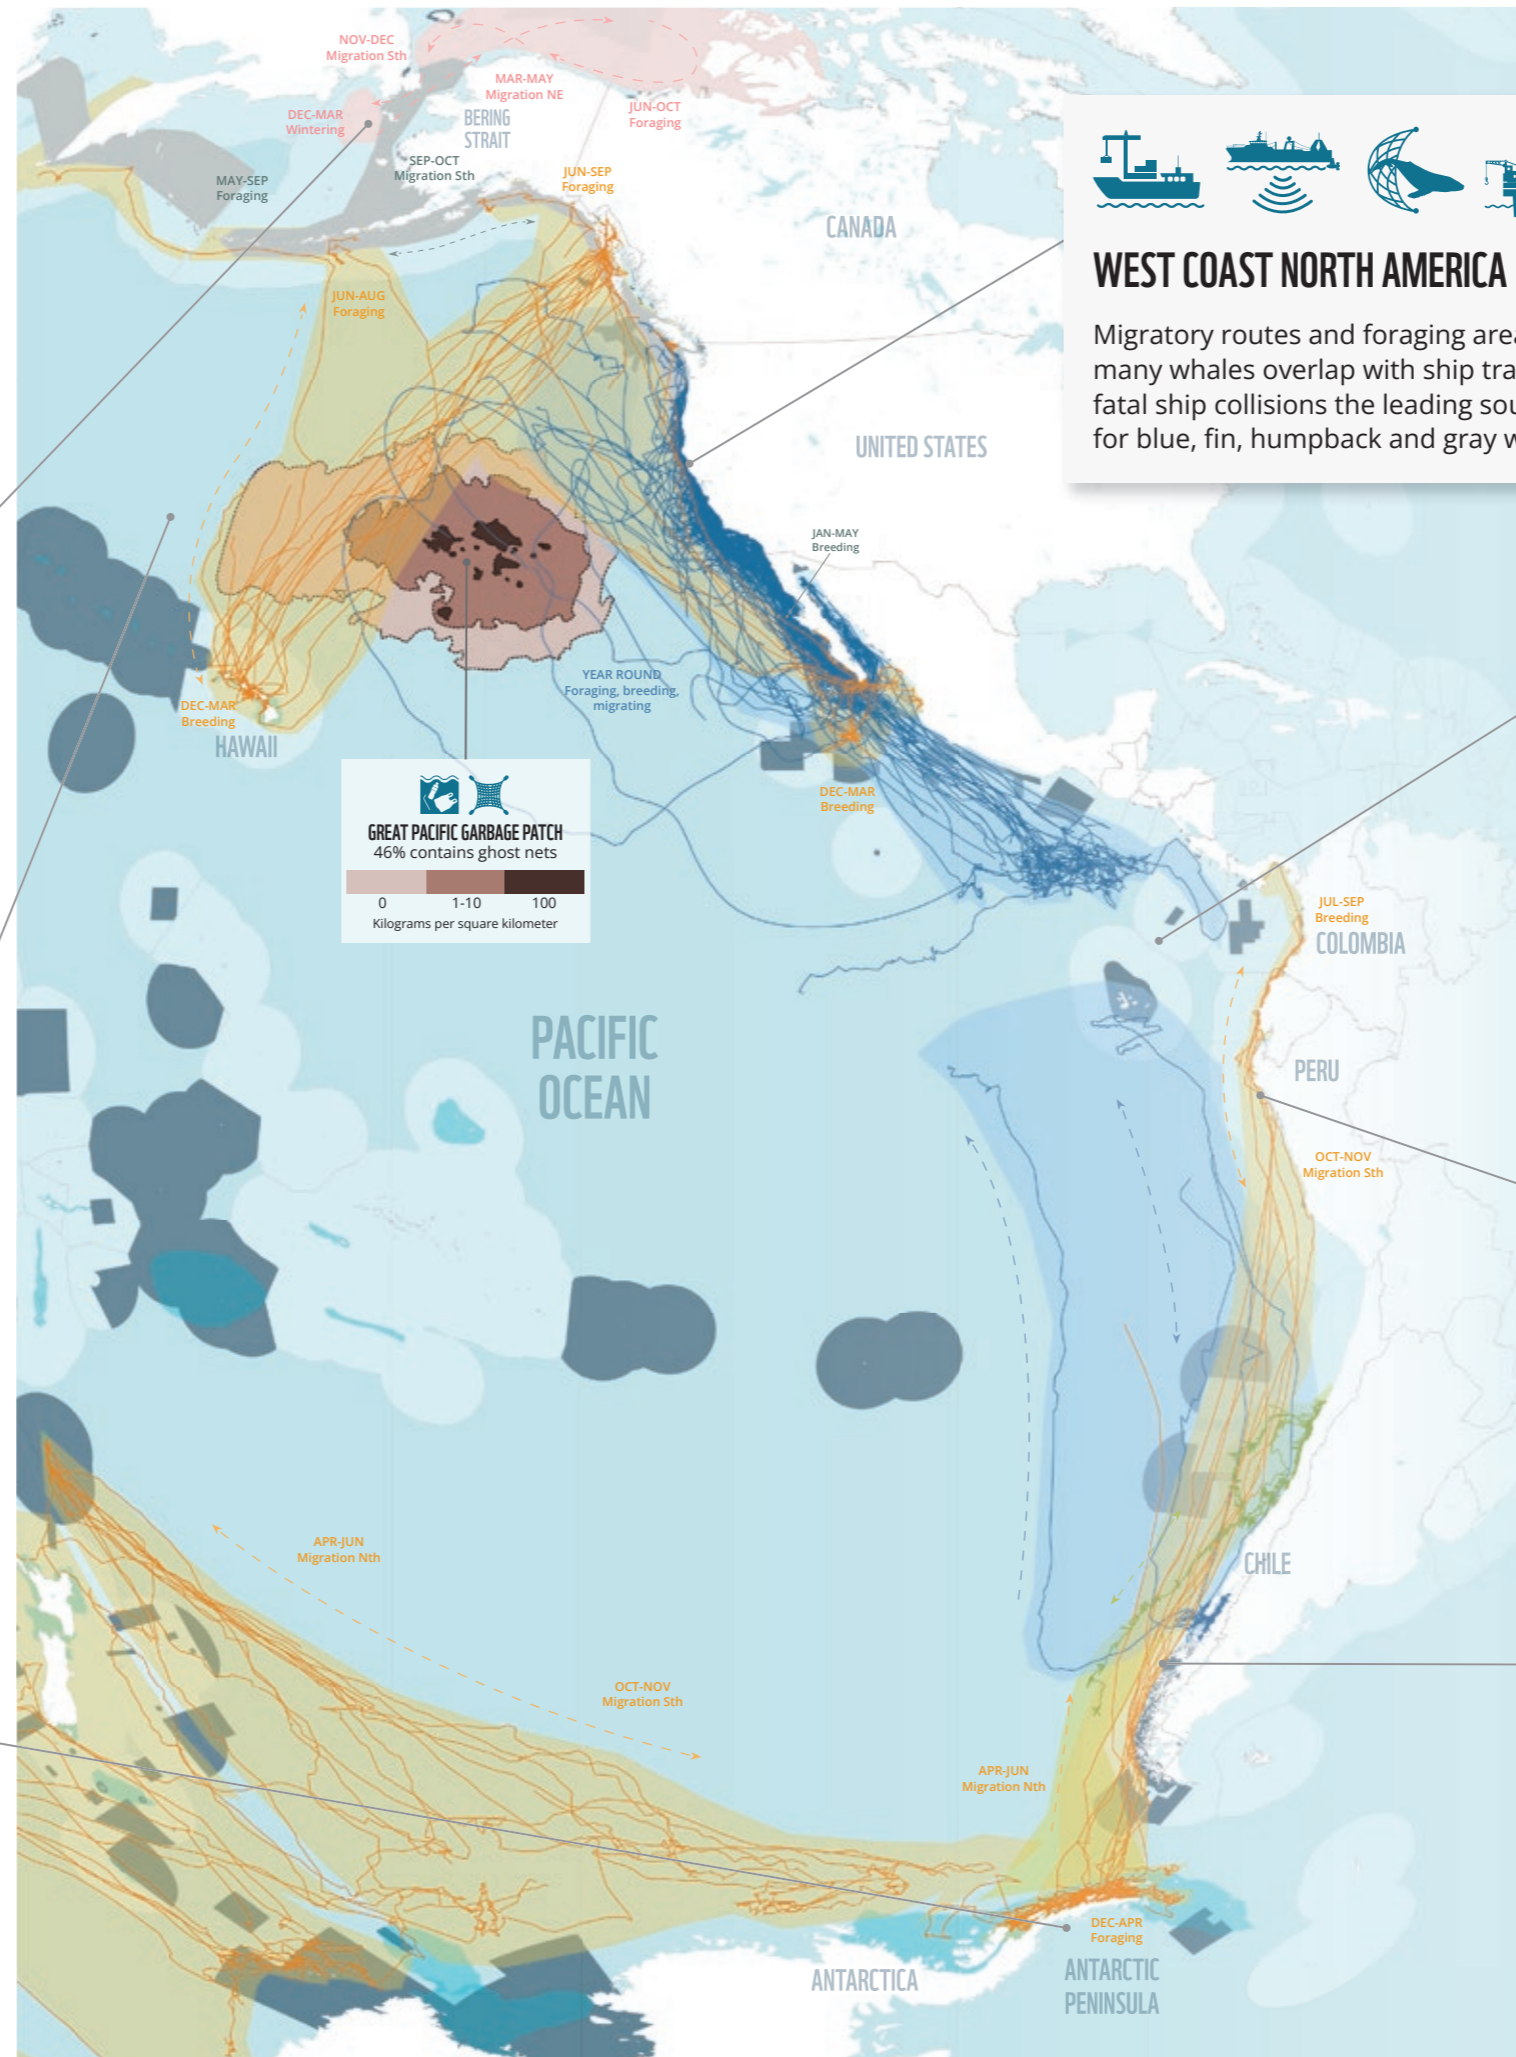 NOV-DEC
Migration Sth
MAR-MAY
Migration NE
DEC-MAR
Wintering
BERING
STRAIT
JUN-OCT
Foraging
SEP-OCT
Migration Sth
MAY-SEP
Foraging
JUN-SEP
Foraging
CANADA
WEST COAST NORTH AMERICA
Migratory routes and foraging
many whales overlap with ship
fatal ship collisions the leading
for blue, fin, humpback and gray
JUN-AUG
Foraging
UNITED STATES
JAN-MAY
Breeding
YEAR ROUND
Foraging, breeding,
migrating
DEC-MAR
Breeding
HAWAII
DEC-MAR
Breeding
GREAT PACIFIC GARBAGE PATCH
46% contains ghost nets
0 1-10 100
Kilograms per square kilometer
JUL-SEP
Breeding
COLOMBIA
PACIFIC
OCEAN
PERU
OCT-NOV
Migration Sth
APR-JUN
Migration Nth
CHILE
OCT-NOV
Migration Sth
APR-JUN
Migration Nth
DEC-APR
Foraging
ANTARCTICA
ANTARCTIC
PENINSULA